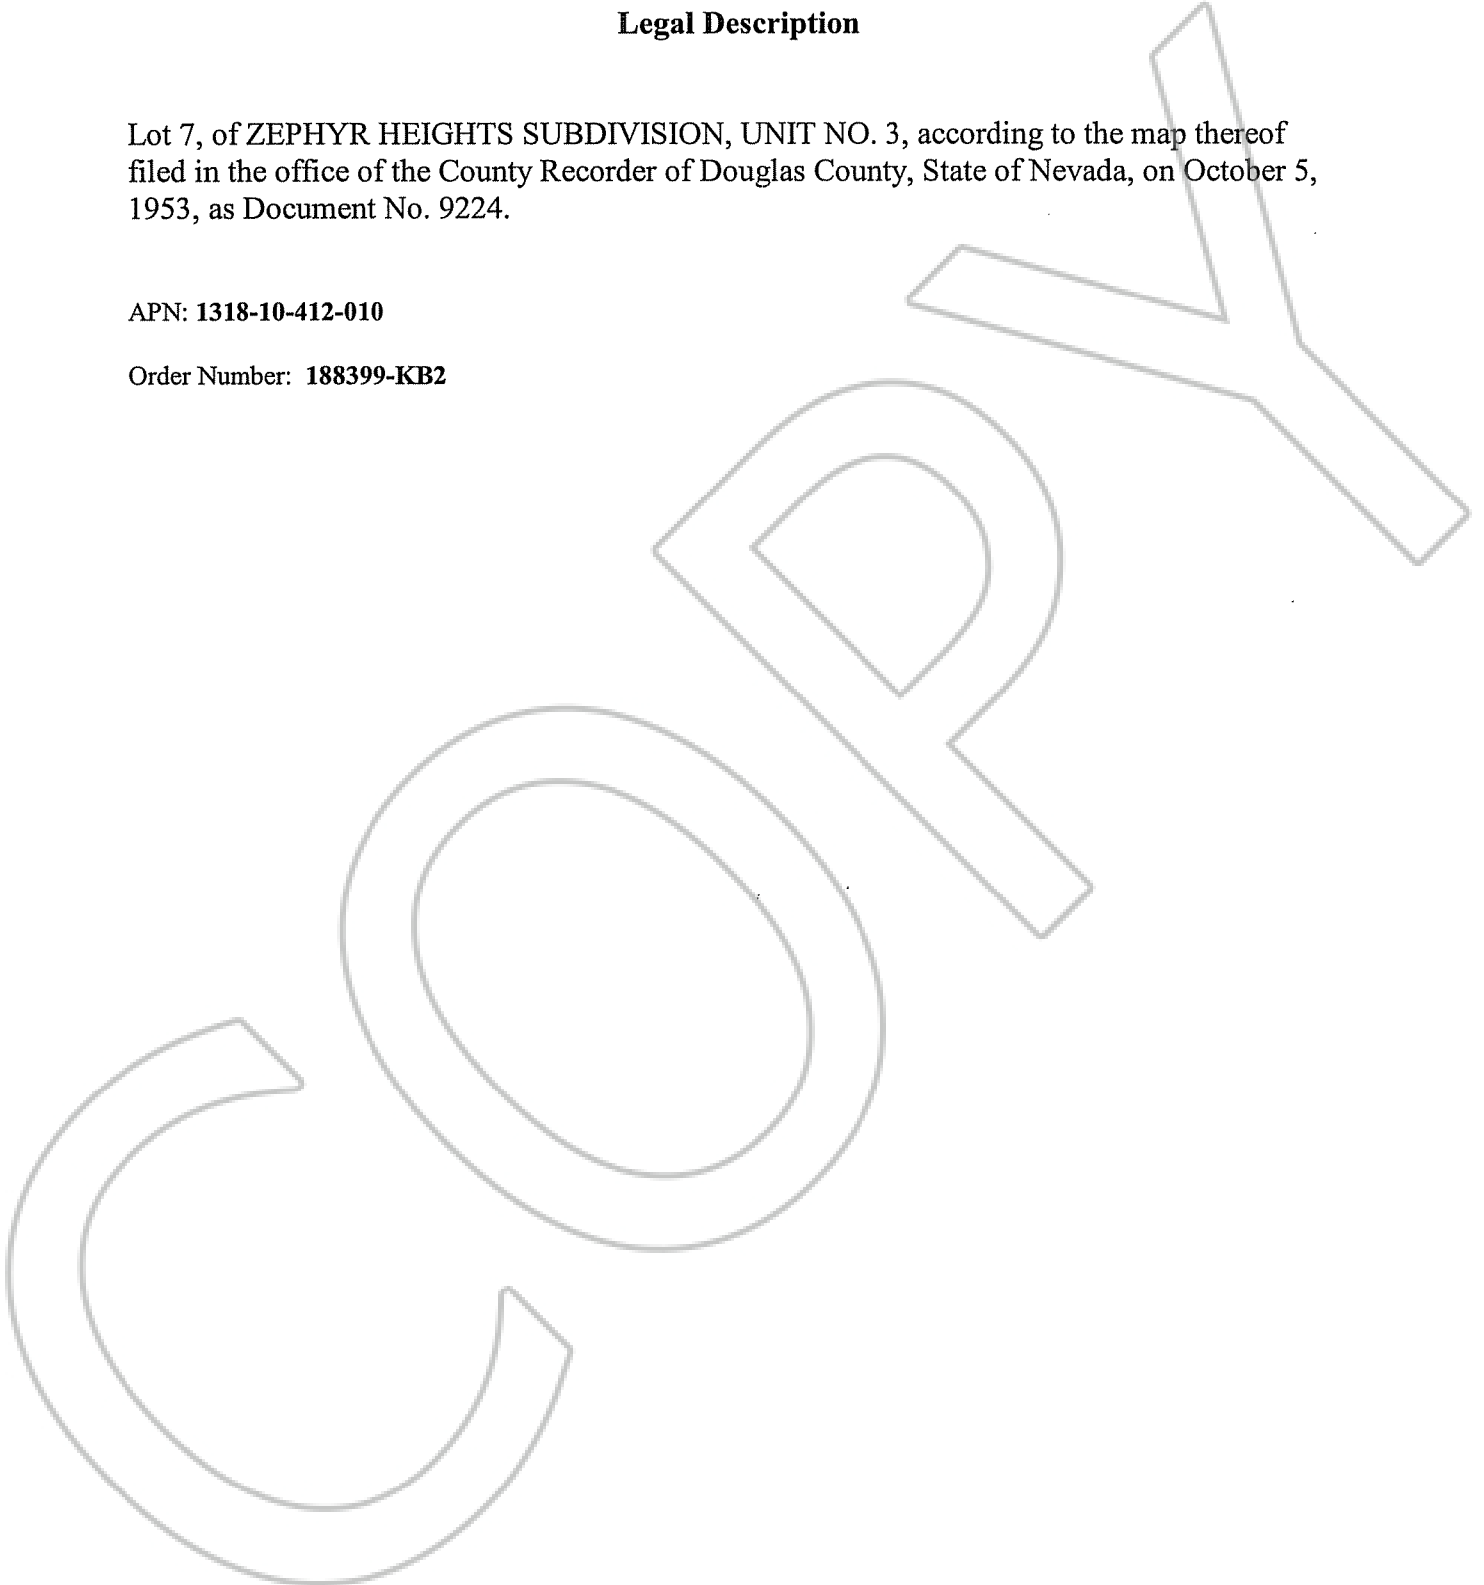 Legal Description
Lot 7, of ZEPHYR HEIGHTS SUBDIVISION, UNIT NO. 3, according to the map thereof
filed in the office of the County Recorder of Douglas County, State of Nevada, on October 5,
1953, as Document No. 9224.
APN: 1318-10-412-010
Order Number: 188399-KB2
COPY